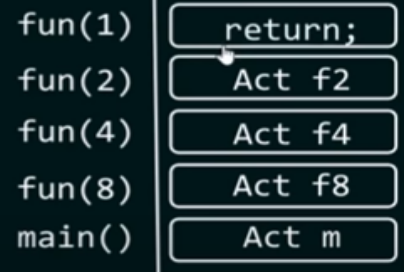 fun(1) return;
fun(2) Act f2
fun(4) Act f4
fun(8) Act f8
main() Act m